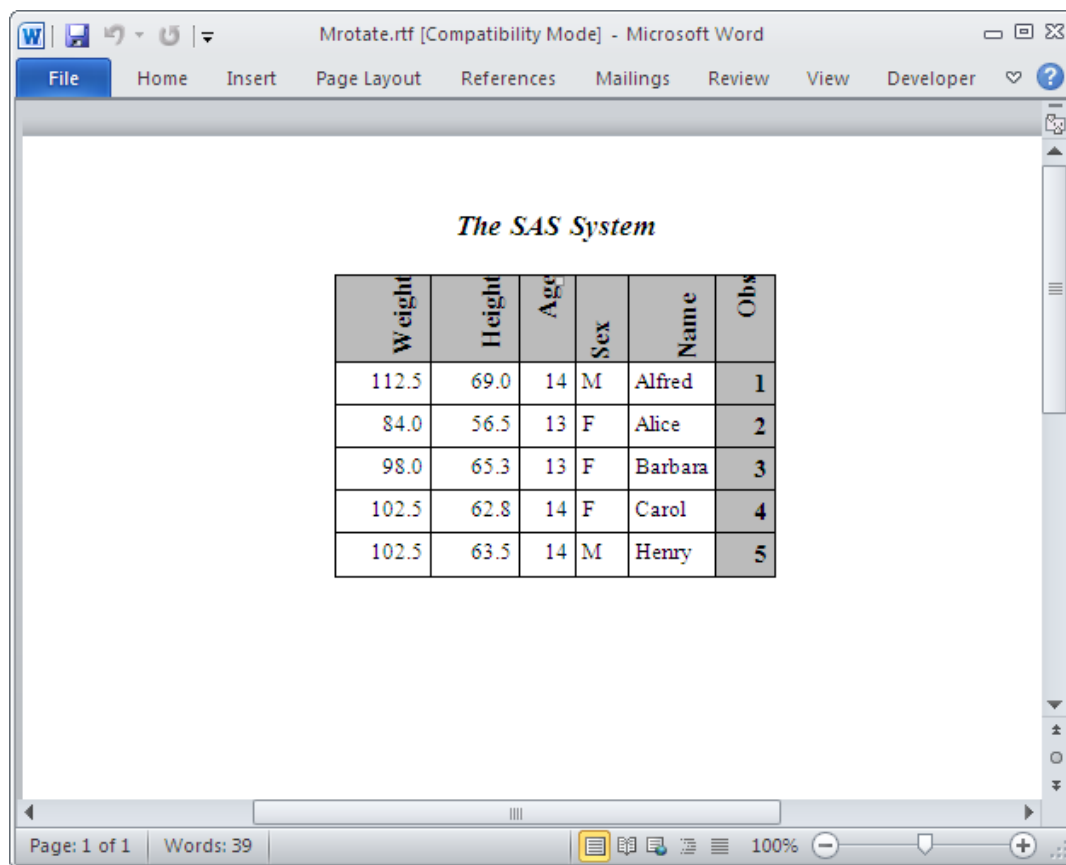 Mrotate.rtf [Compatibility Mode] - Microsoft Word
File Home Insert Page Layout References Mailings Review View Developer
The SAS System
Weight Height Age Sex Name Obs
112.5 69.0 14 M Alfred 1
84.0 56.5 13 F Alice 2
98.0 65.3 13 F Barbara 3
102.5 62.8 14 F Carol 4
102.5 63.5 14 M Henry 5
Page: 1 of 1 Words: 39 100%